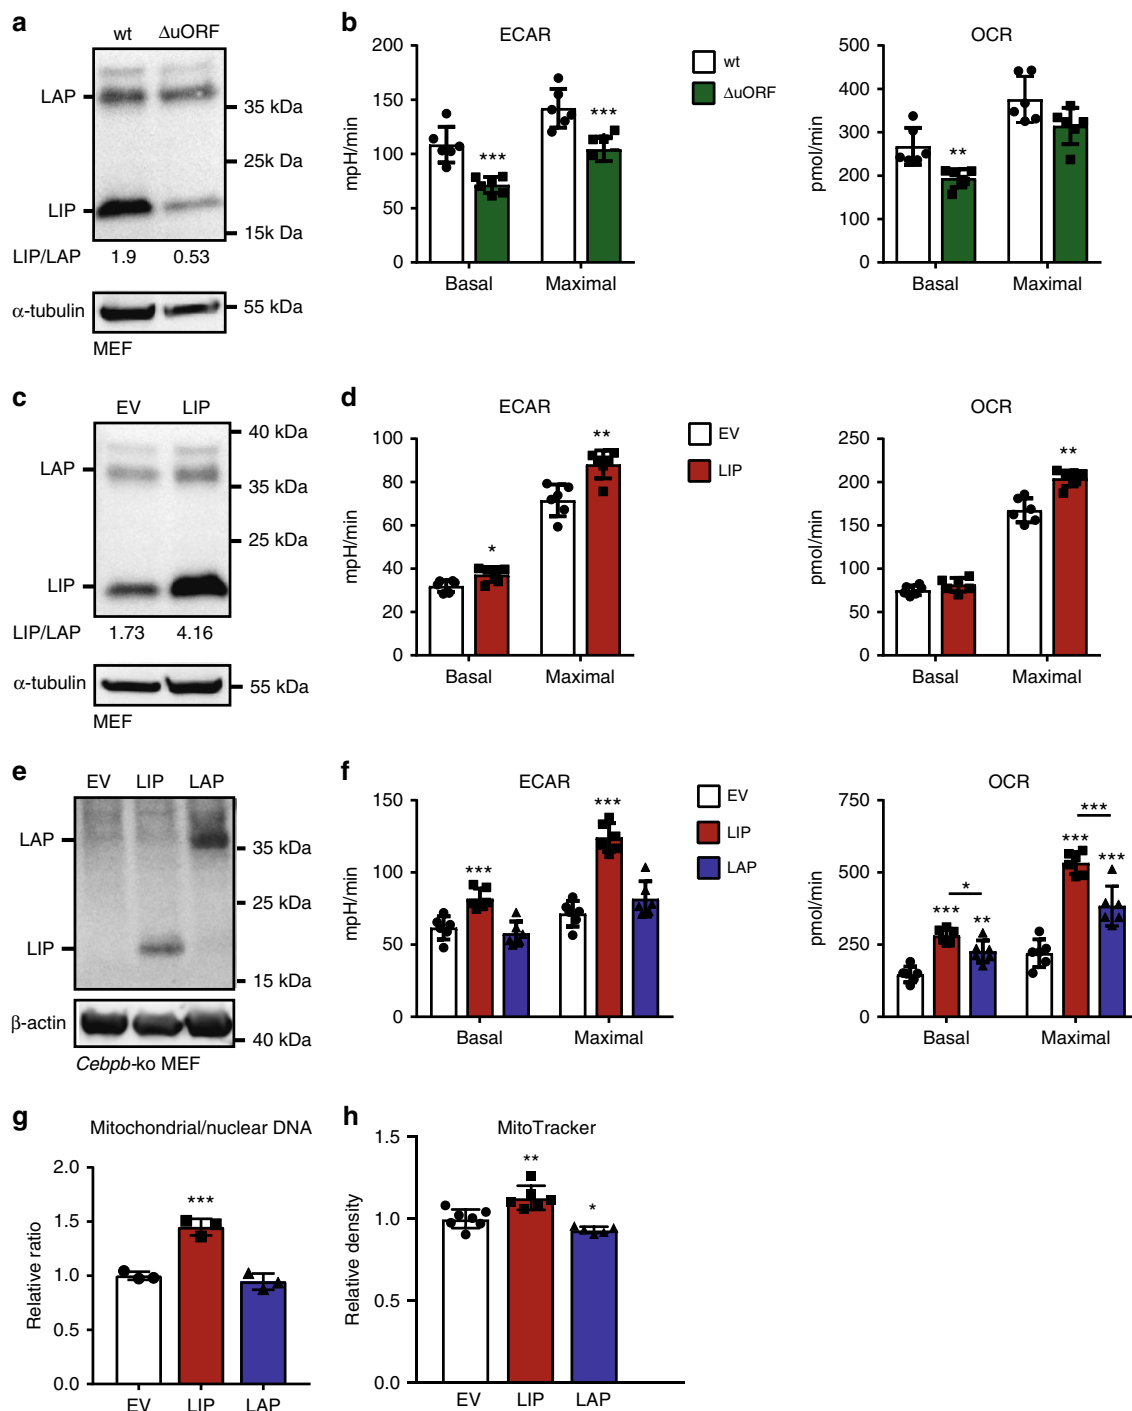 a
wt ΔuORF
LAP
35 kDa
25k Da
LIP
15k Da
LIP/LAP 1.9 0.53
α-tubulin
55 kDa
MEF
b
ECAR
mpH/min
200
150
100
50
0
*** ***
Basal Maximal
wt
ΔuORF
OCR
pmol/min
500
400
300
200
100
0
**
Basal Maximal
c
EV LIP
40 kDa
LAP
35 kDa
25 kDa
LIP
LIP/LAP 1.73 4.16
α-tubulin
55 kDa
MEF
d
ECAR
mpH/min
100
80
60
40
20
0
* **
Basal Maximal
EV
LIP
OCR
pmol/min
250
200
150
100
50
0
**
Basal Maximal
e
EV LIP LAP
LAP
35 kDa
25 kDa
LIP
15 kDa
β-actin
40 kDa
Cebpb-ko MEF
f
ECAR
mpH/min
150
100
50
0
*** ***
Basal Maximal
EV
LIP
LAP
OCR
pmol/min
750
500
250
0
*** * ** *** *** ***
Basal Maximal
g
Mitochondrial/nuclear DNA
Relative ratio
2.0
1.5
1.0
0.5
0.0
***
EV LIP LAP
h
MitoTracker
Relative density
1.5
1.0
0.5
0.0
** *
EV LIP LAP